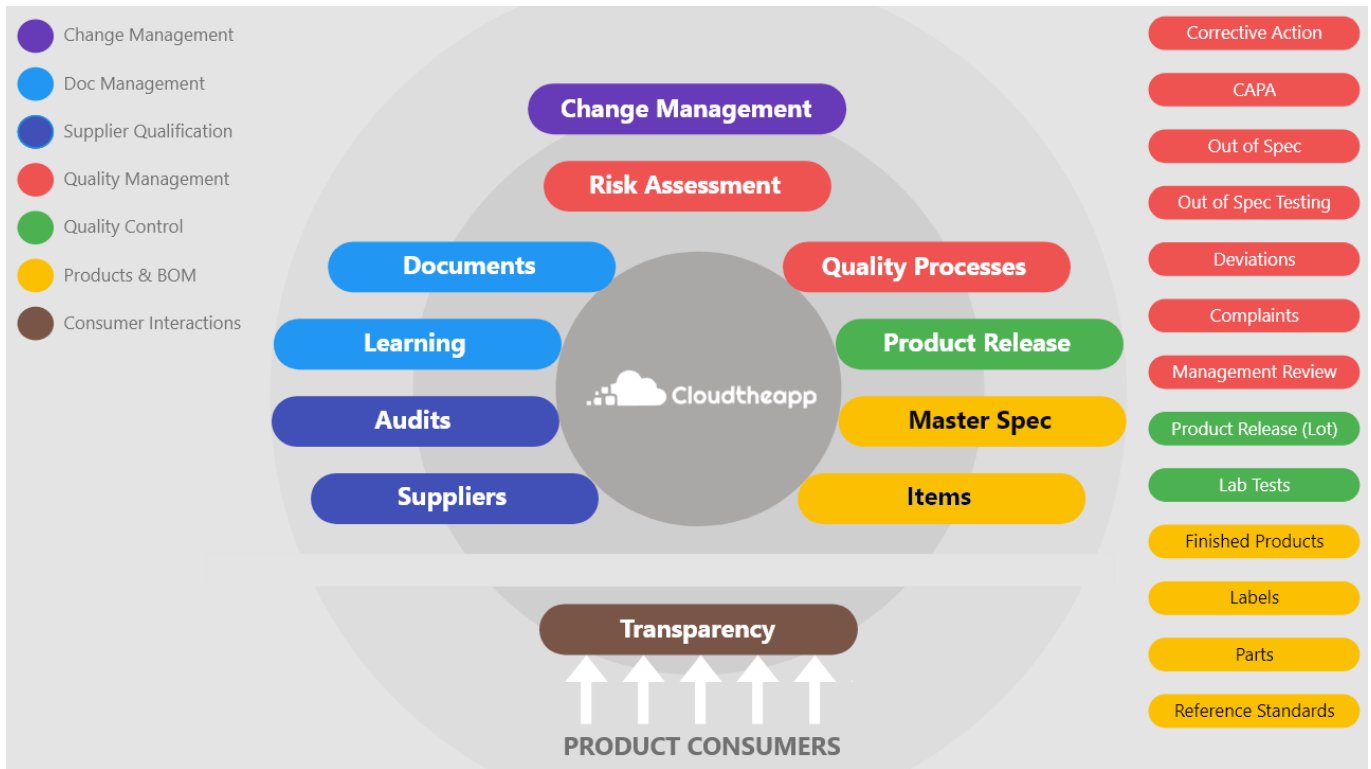 Change Management
Doc Management
Supplier Qualification
Quality Management
Quality Control
Products & BOM
Consumer Interactions
Change Management
Risk Assessment
Documents
Quality Processes
Learning
Product Release
Audits
Master Spec
Suppliers
Items
Cloudtheapp
Transparency
PRODUCT CONSUMERS
Corrective Action
CAPA
Out of Spec
Out of Spec Testing
Deviations
Complaints
Management Review
Product Release (Lot)
Lab Tests
Finished Products
Labels
Parts
Reference Standards